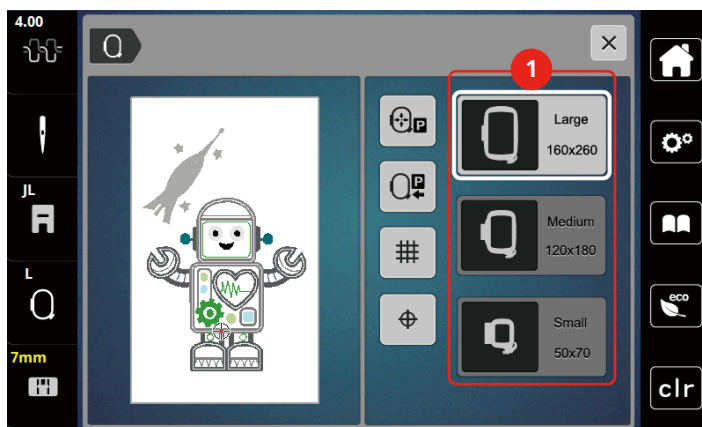 4.00
1
Large
160x260
P
JL
P
Medium
120x180
L
eco
Small
50x70
7mm
clr